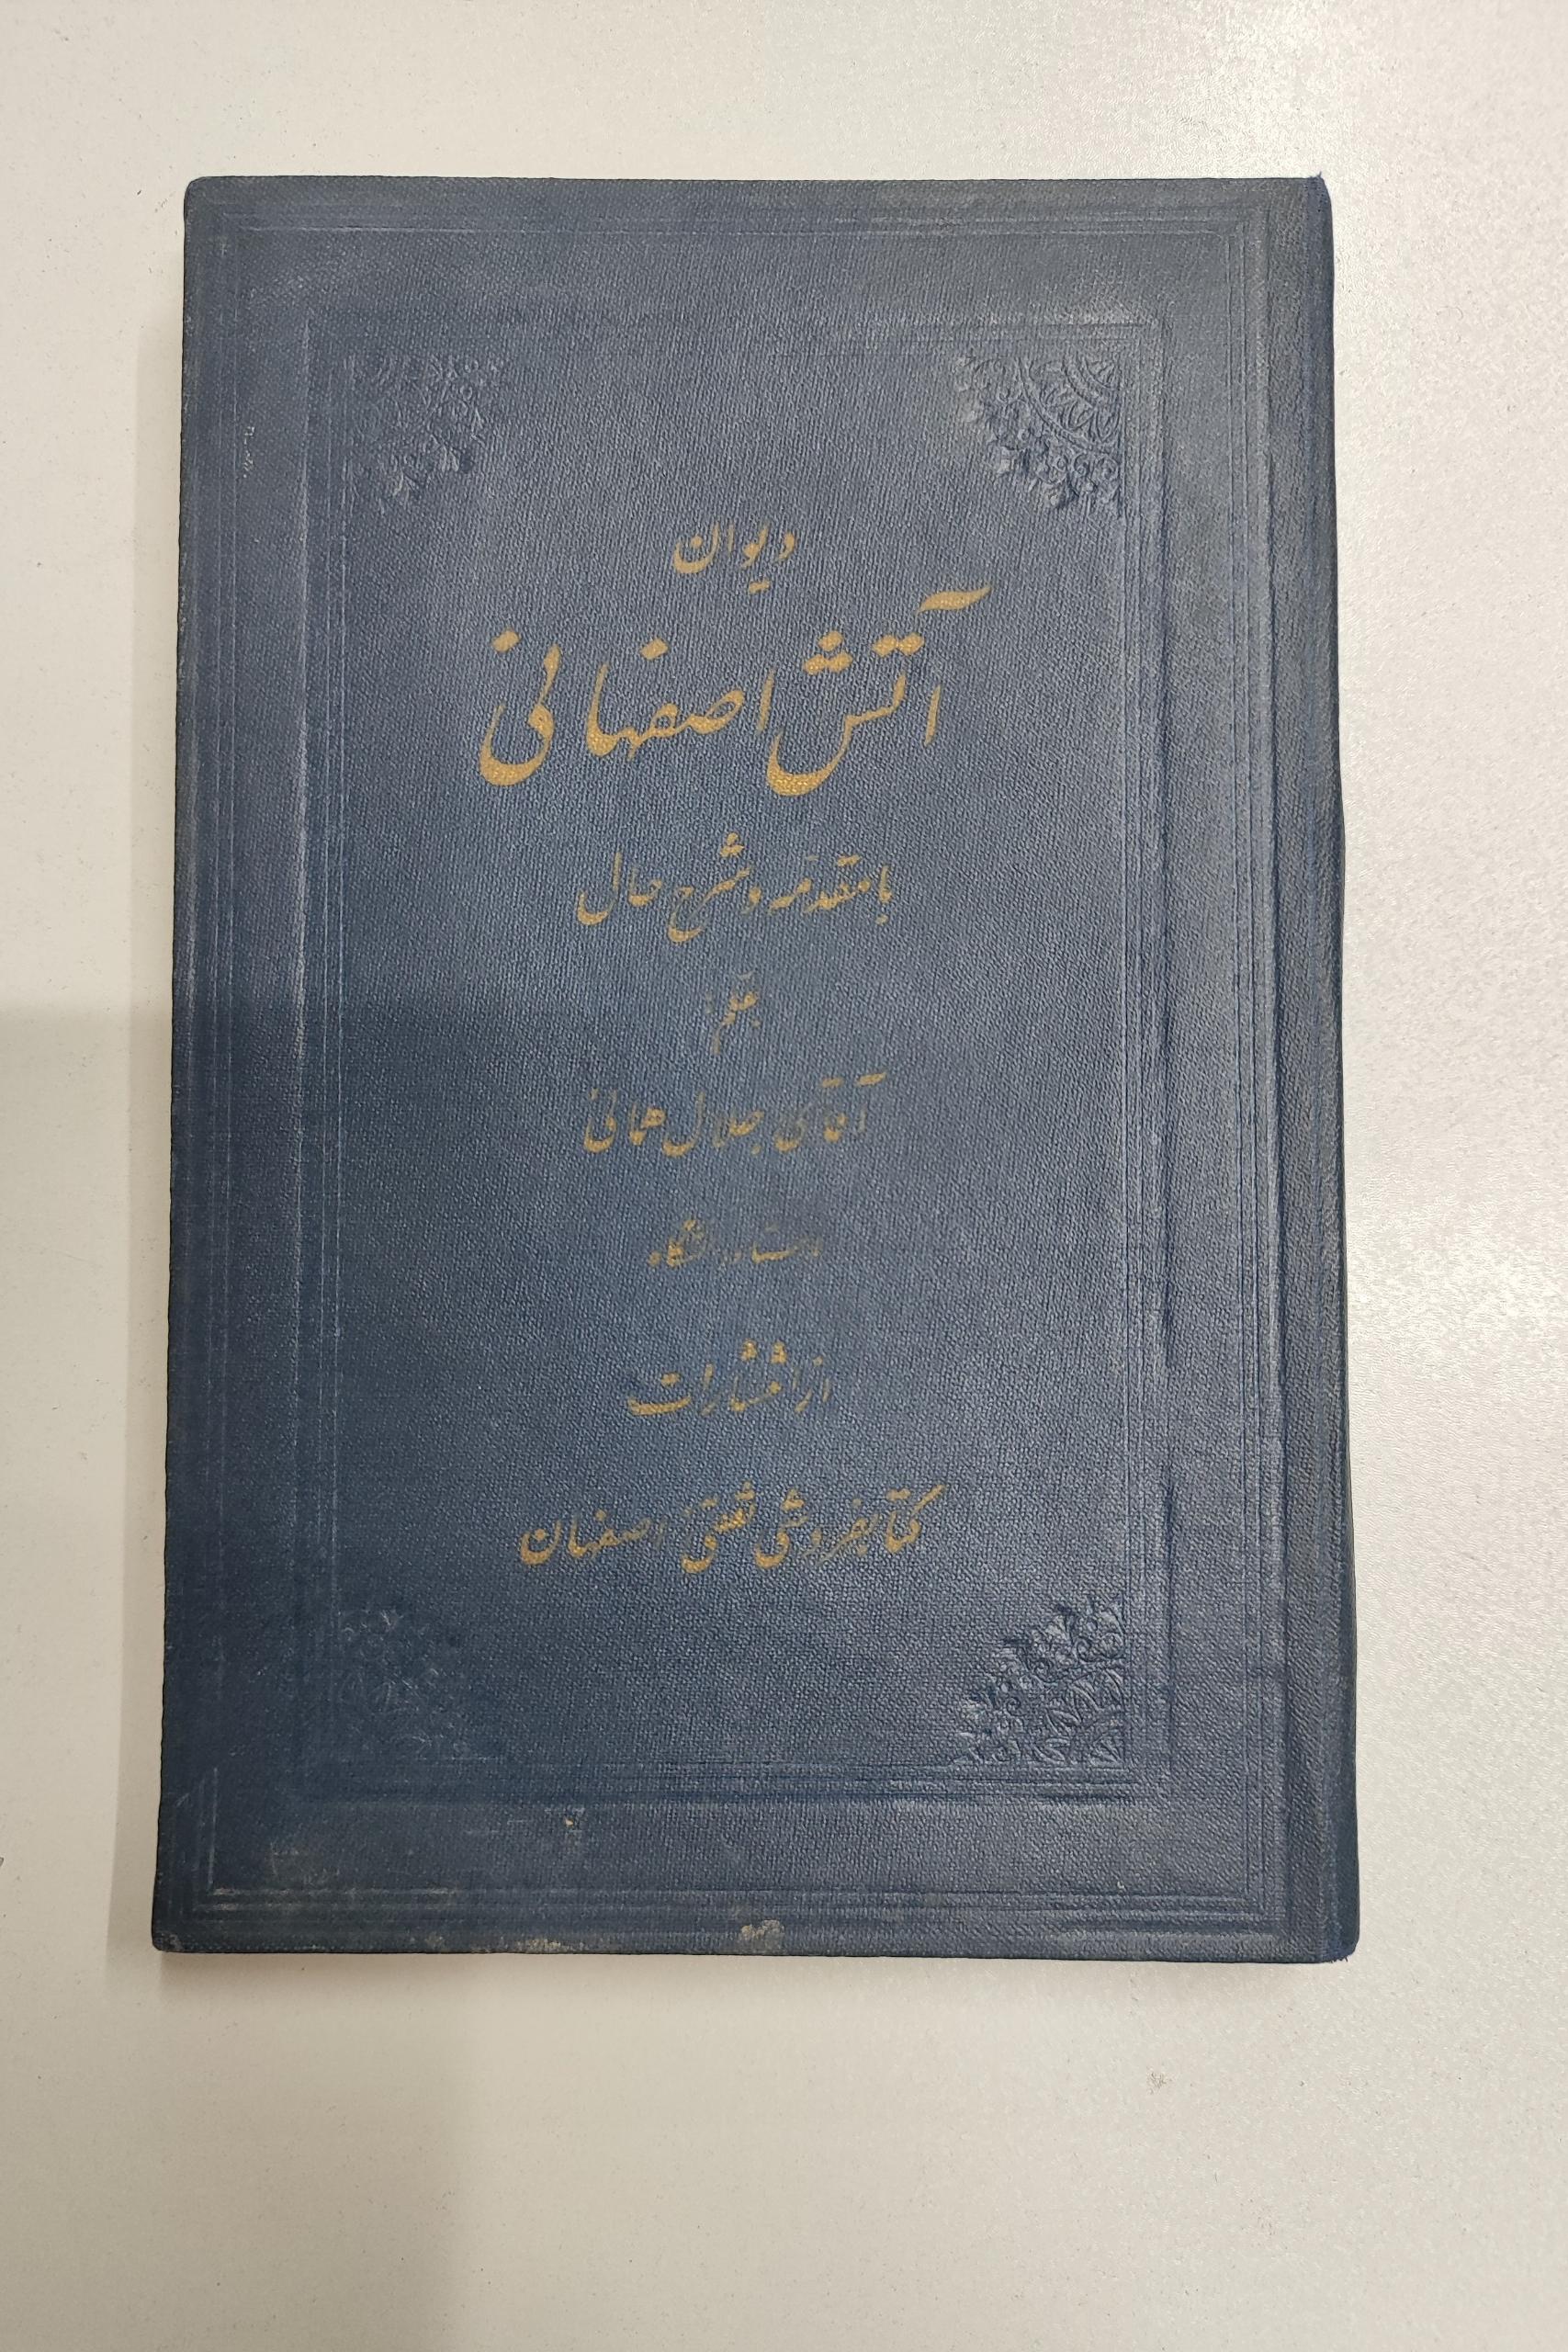 دیوان
آتش اصفهانی
با مقدمه و شرح حال
بقلم
آقای جلال همائی
استاد دانشگاه
از انتشارات
کتابفروشی ثقفی اصفهان